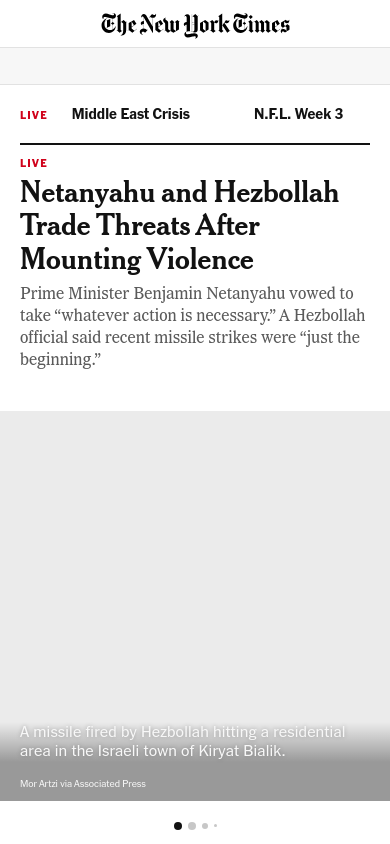 The New York Times
LIVE Middle East Crisis N.F.L. Week 3
LIVE
Netanyahu and Hezbollah
Trade Threats After
Mounting Violence
Prime Minister Benjamin Netanyahu vowed to
take “whatever action is necessary.” A Hezbollah
official said recent missile strikes were “just the
beginning.”
A missile fired by Hezbollah hitting a residential
area in the Israeli town of Kiryat Bialik.
Mor Artzi via Associated Press